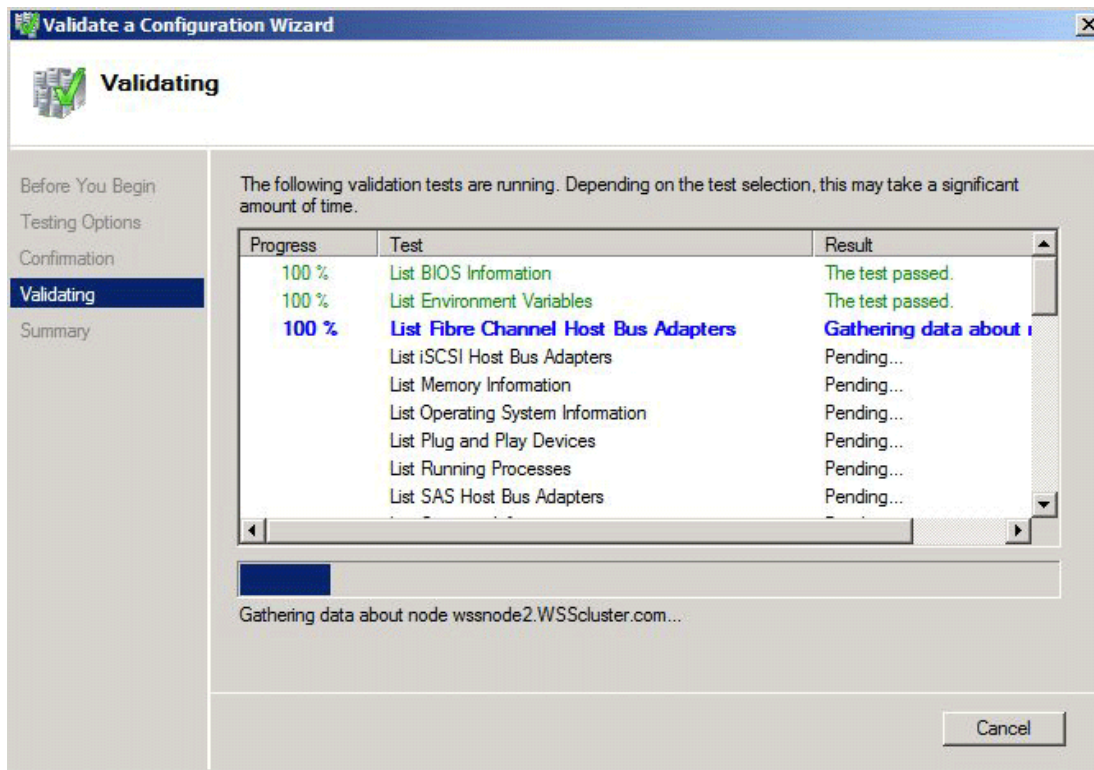 Validate a Configuration Wizard
Validating
Before You Begin
Testing Options
Confirmation
Validating
Summary
The following validation tests are running. Depending on the test selection, this may take a significant
amount of time.
Progress Test Result
100 % List BIOS Information The test passed.
100 % List Environment Variables The test passed.
100 % List Fibre Channel Host Bus Adapters Gathering data about
List iSCSI Host Bus Adapters Pending...
List Memory Information Pending...
List Operating System Information Pending...
List Plug and Play Devices Pending...
List Running Processes Pending...
List SAS Host Bus Adapters Pending...
Gathering data about node wssnode2.WSScluster.com...
Cancel